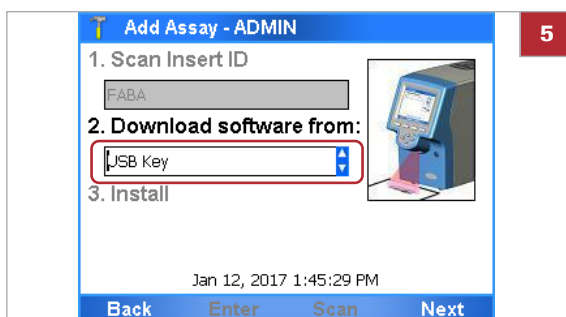 Add Assay - ADMIN
5
1. Scan Insert ID
FABA
2. Download software from:
USB Key
3. Install
Jan 12, 2017 1:45:29 PM
Back Enter Scan Next